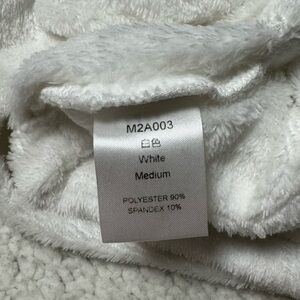 M2A003
白色
White
Medium
POLYESTER 90%
SPANDEX 10%